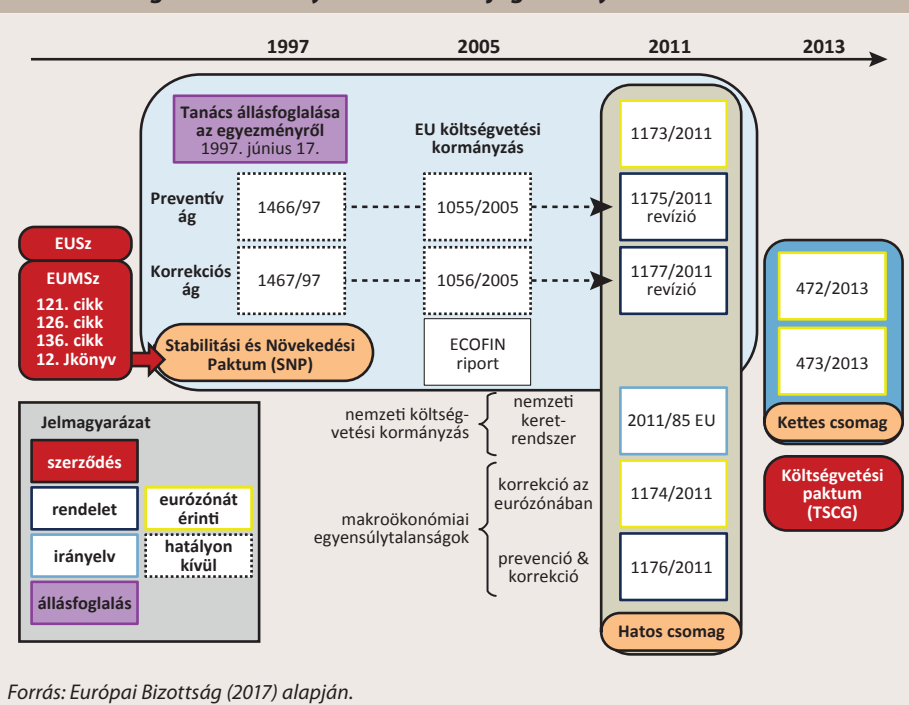 1997
2005
2011
2013
Tanács állásfoglalása
az egyezményről
1997. június 17.
EU költségvetési
kormányzás
1173/2011
Preventív
ág
1466/97
1055/2005
1175/2011
revízió
Korrekciós
ág
1467/97
1056/2005
1177/2011
revízió
EUSz
EUMSz
121. cikk
126. cikk
136. cikk
12. Jkönyv
Stabilitási és Növekedési
Paktum (SNP)
ECOFIN
riport
472/2013
473/2013
Kettes csomag
nemzeti költség-
vetési kormányzás
nemzeti
keret-
rendszer
2011/85 EU
makroökonómiai
egyensúlytalanságok
korrekció az
eurózónában
1174/2011
prevenció &
korrekció
1176/2011
Hatos csomag
Költségvetési
paktum
(TSCG)
Jelmagyarázat
szerződés
rendelet
eurózónát
érinti
irányelv
hatályon
kívül
állásfoglalás
Forrás: Európai Bizottság (2017) alapján.